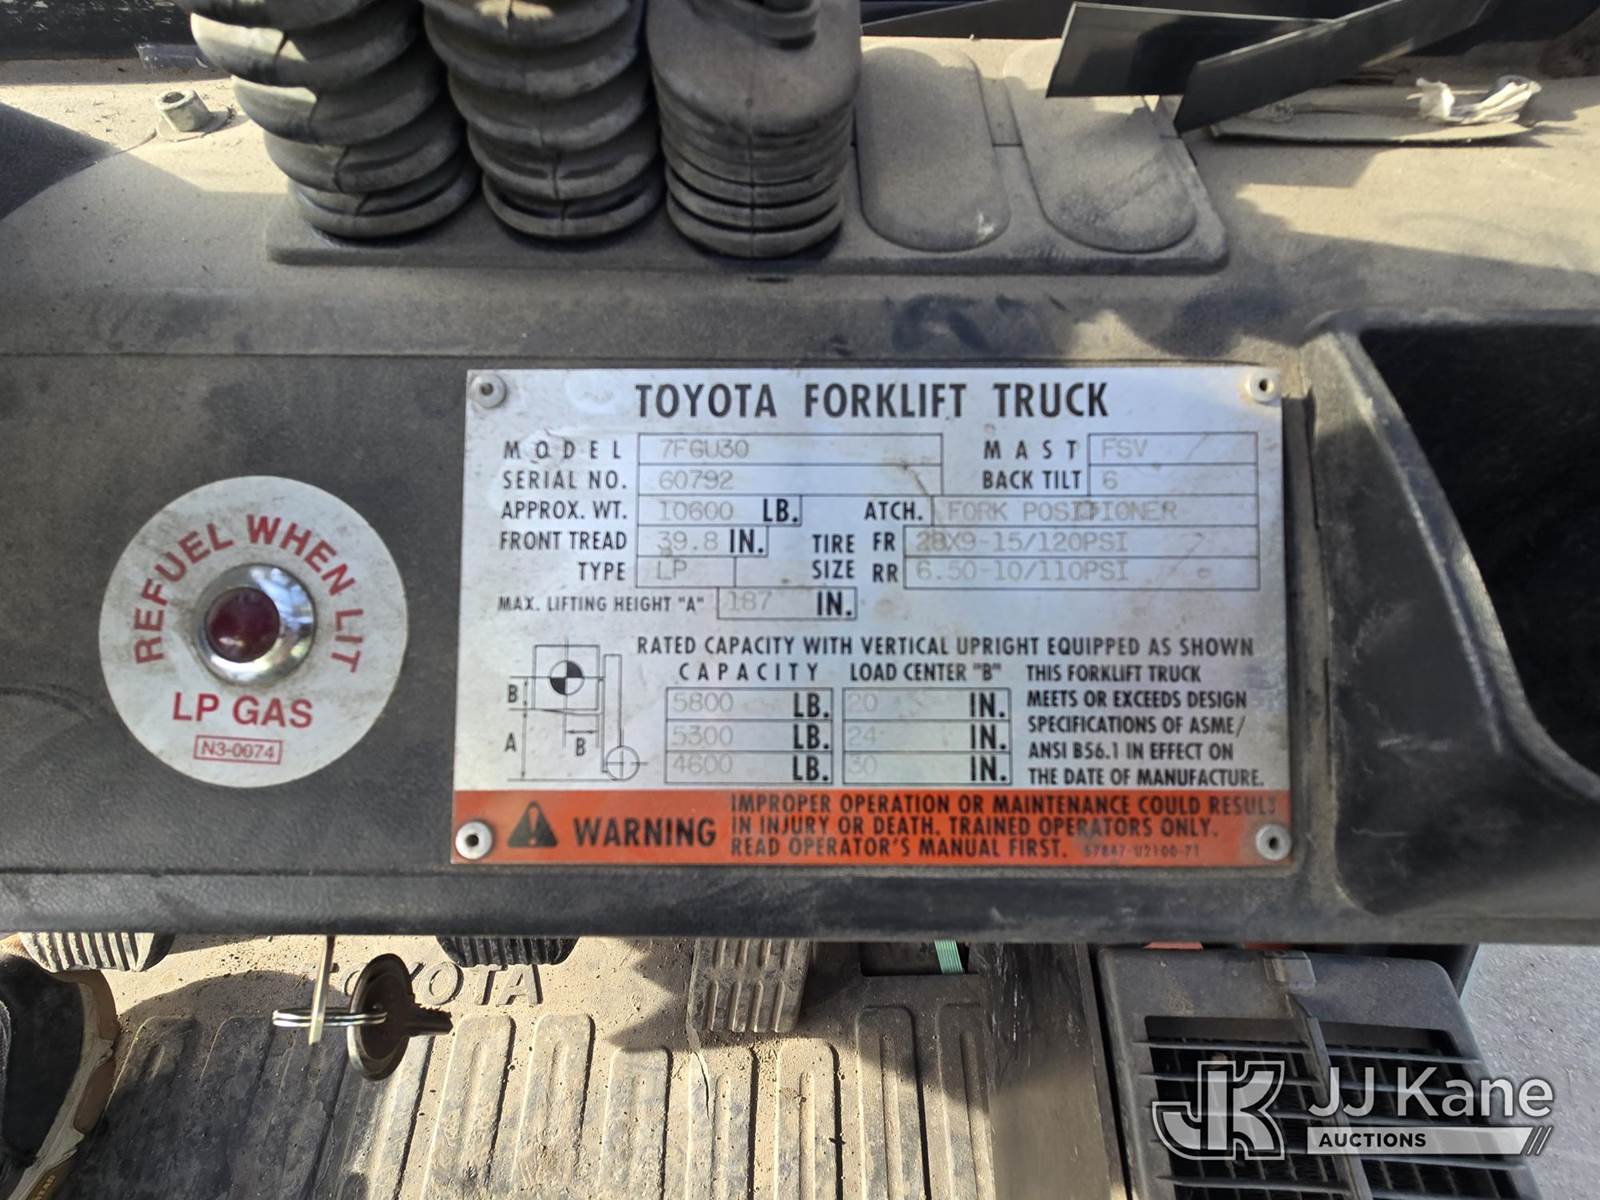 TOYOTA FORKLIFT TRUCK
MODEL 7FGU30 MAST FSV
SERIAL NO. 60792 BACK TILT 6
APPROX. WT. 10600 LB. ATCH. FORK POSITIONER
FRONT TREAD 39.8 IN. TIRE SIZE FR 28X9-15/120PSI
TYPE LP RR 6.50-10/110PSI
MAX. LIFTING HEIGHT "A" 187 IN.
RATED CAPACITY WITH VERTICAL UPRIGHT EQUIPPED AS SHOWN
CAPACITY LOAD CENTER "B"
5800 LB. 20 IN.
5300 LB. 24 IN.
4600 LB. 30 IN.
THIS FORKLIFT TRUCK
MEETS OR EXCEEDS DESIGN
SPECIFICATIONS OF ASME/
ANSI B56.1 IN EFFECT ON
THE DATE OF MANUFACTURE.
B
A
B
WARNING
IMPROPER OPERATION OR MAINTENANCE COULD RESULT
IN INJURY OR DEATH. TRAINED OPERATORS ONLY.
READ OPERATOR'S MANUAL FIRST. 57847-U2100-71
REFUEL WHEN LIT
LP GAS
N3-0074
TOYOTA
JK JJ Kane
AUCTIONS